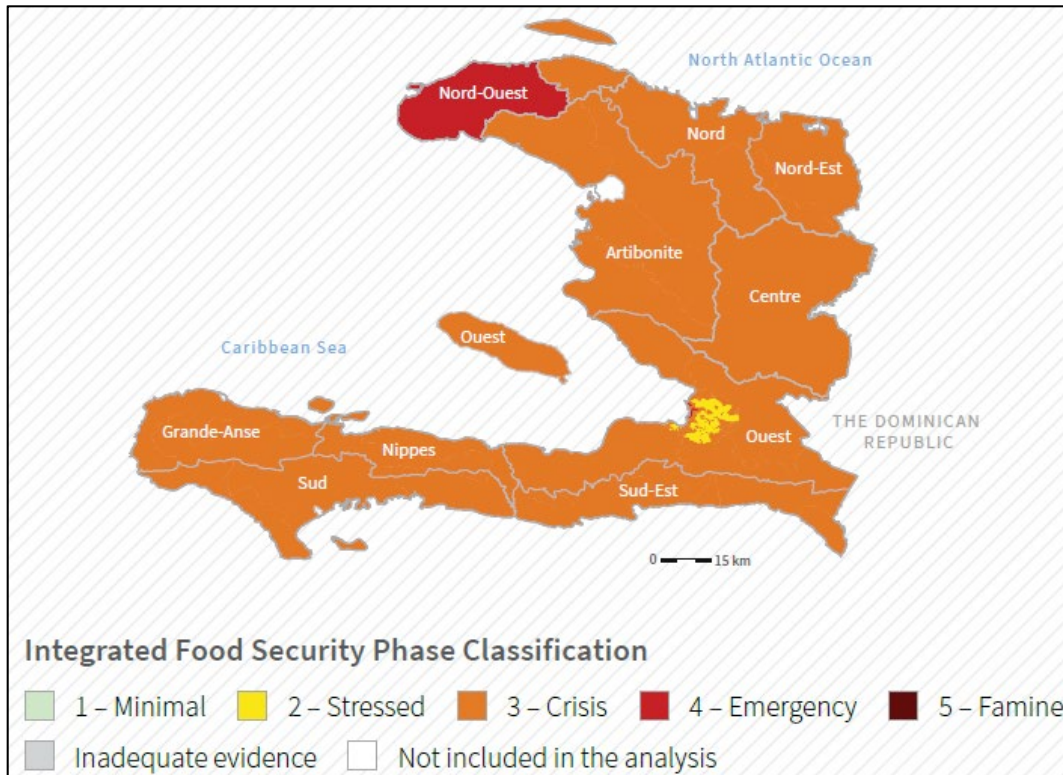 North Atlantic Ocean
Nord-Ouest
Nord
Nord-Est
Artibonite
Centre
Ouest
Caribbean Sea
THE DOMINICAN
REPUBLIC
Grande-Anse
Ouest
Nippes
Sud
Sud-Est
0 15 km
Integrated Food Security Phase Classification
1 – Minimal 2 – Stressed 3 – Crisis 4 – Emergency 5 – Famine
Inadequate evidence Not included in the analysis